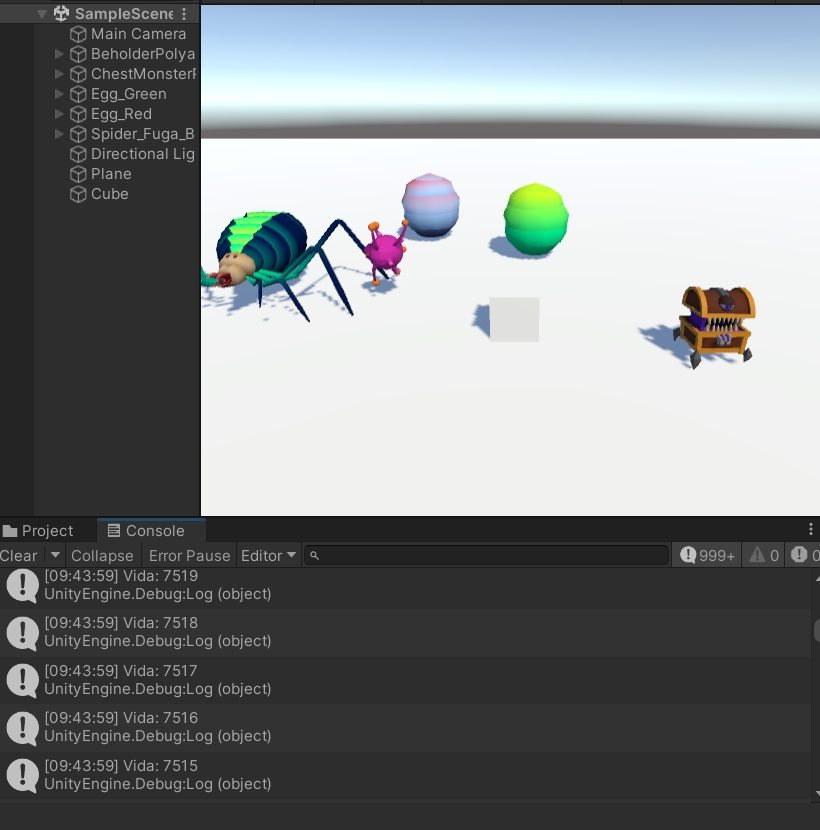 SampleScene
Main Camera
BeholderPolya
ChestMonsterF
Egg_Green
Egg_Red
Spider_Fuga_B
Directional Lig
Plane
Cube
Project Console
Clear Collapse Error Pause Editor 999+ 0 0
[09:43:59] Vida: 7519
UnityEngine.Debug:Log (object)
[09:43:59] Vida: 7518
UnityEngine.Debug:Log (object)
[09:43:59] Vida: 7517
UnityEngine.Debug:Log (object)
[09:43:59] Vida: 7516
UnityEngine.Debug:Log (object)
[09:43:59] Vida: 7515
UnityEngine.Debug:Log (object)